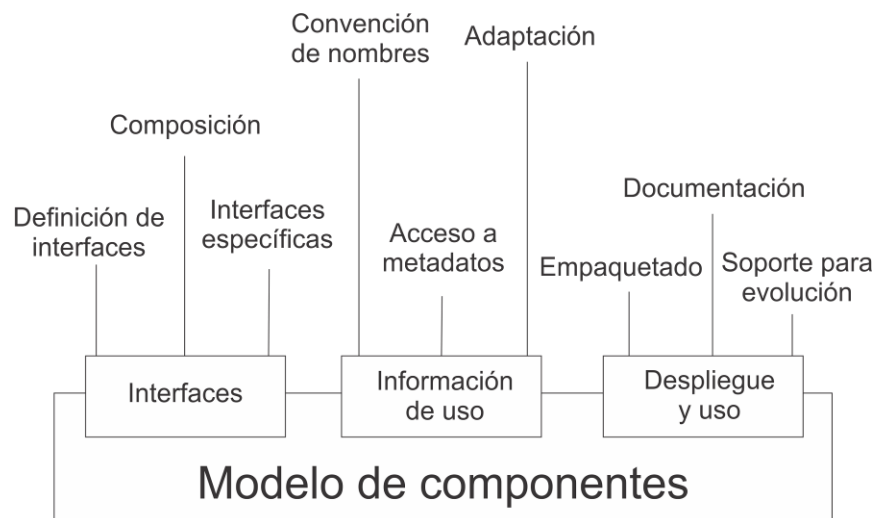 Convención
de nombres
Adaptación
Composición
Definición de
interfaces
Interfaces
específicas
Acceso a
metadatos
Documentación
Empaquetado
Soporte para
evolución
Interfaces
Información
de uso
Despliegue
y uso
Modelo de componentes